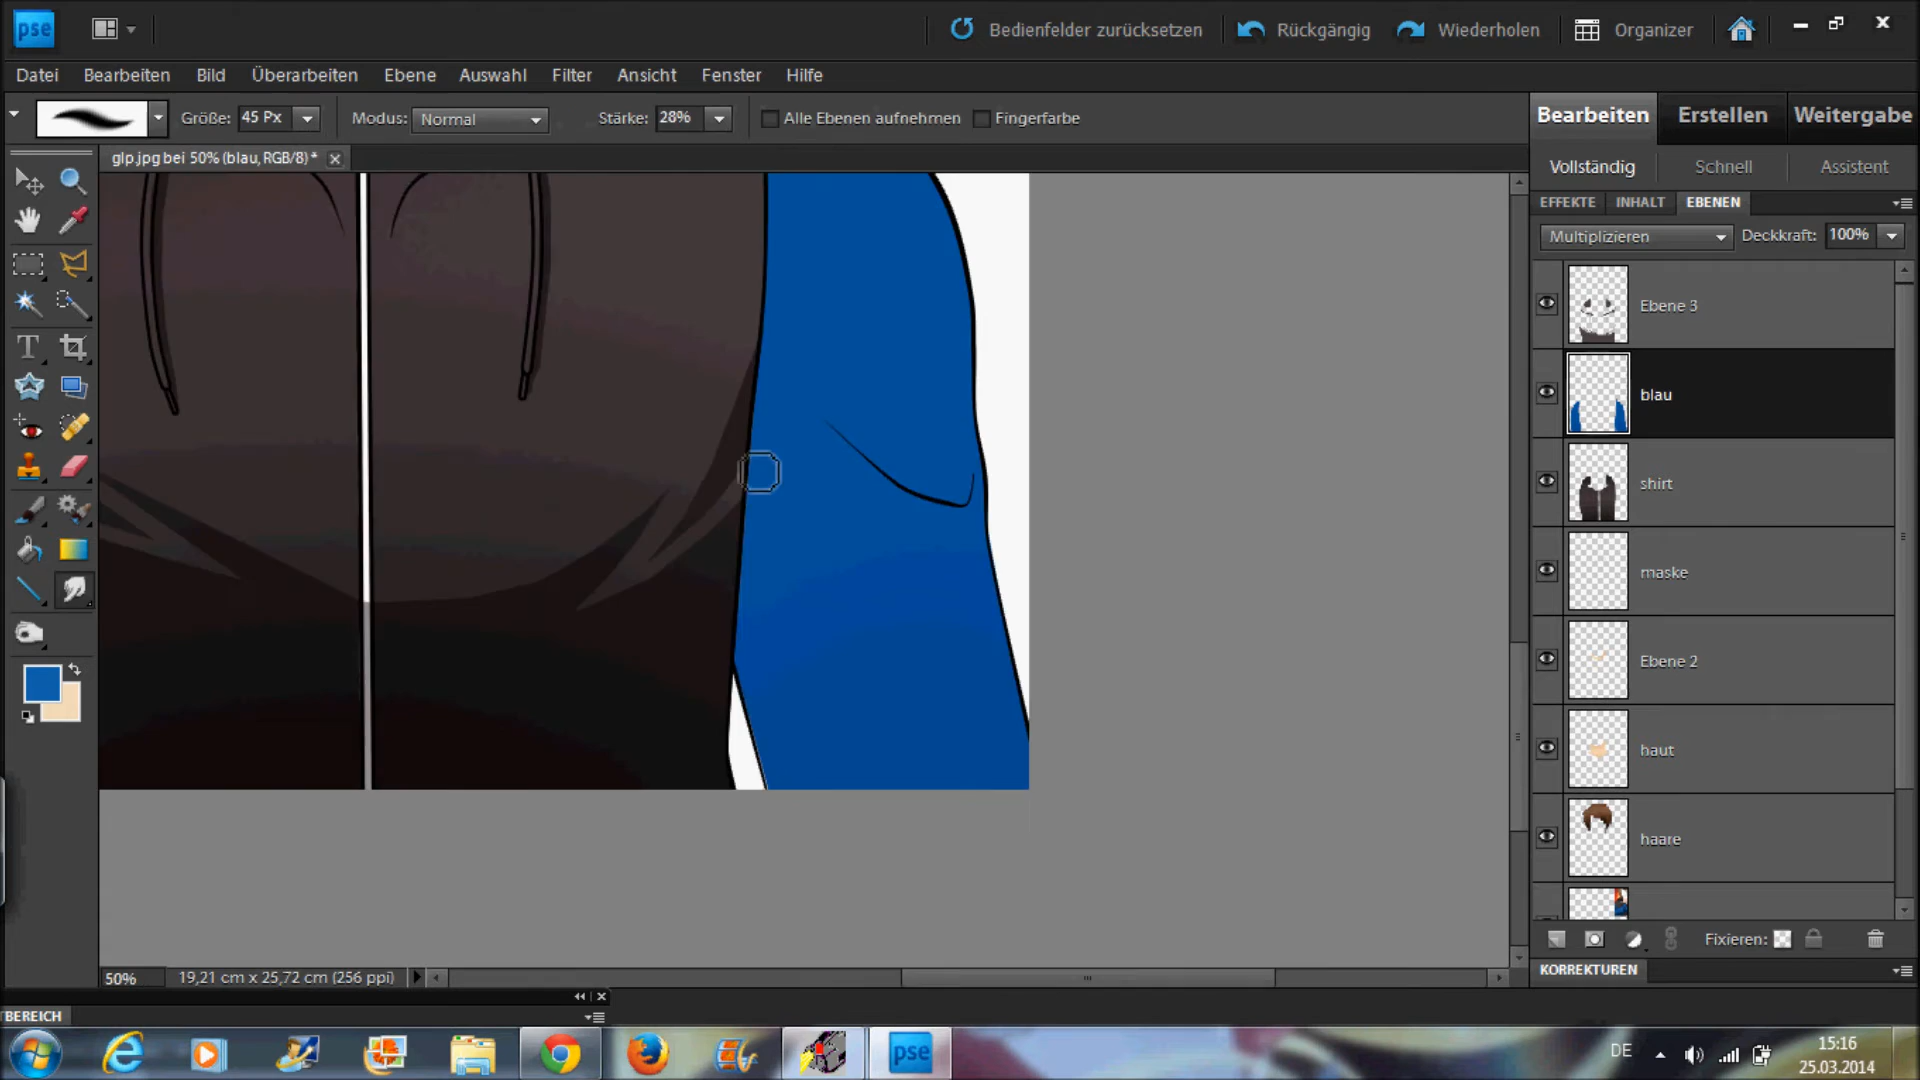 pse
Bedienfelder zurücksetzen Rückgängig Wiederholen Organizer
Datei Bearbeiten Bild Überarbeiten Ebene Auswahl Filter Ansicht Fenster Hilfe
Größe: 45 Px Modus: Normal Stärke: 28% Alle Ebenen aufnehmen Fingerfarbe
Bearbeiten Erstellen Weitergabe
glp.jpg bei 50% (blau, RGB/8) *
Vollständig Schnell Assistent
EFFEKTE INHALT EBENEN
Multiplizieren Deckkraft: 100%
Ebene 3
blau
shirt
maske
Ebene 2
haut
haare
Fixieren:
KORREKTUREN
50% 19,21 cm x 25,72 cm (256 ppi)
TBEREICH
pse
DE 15:16
25.03.2014